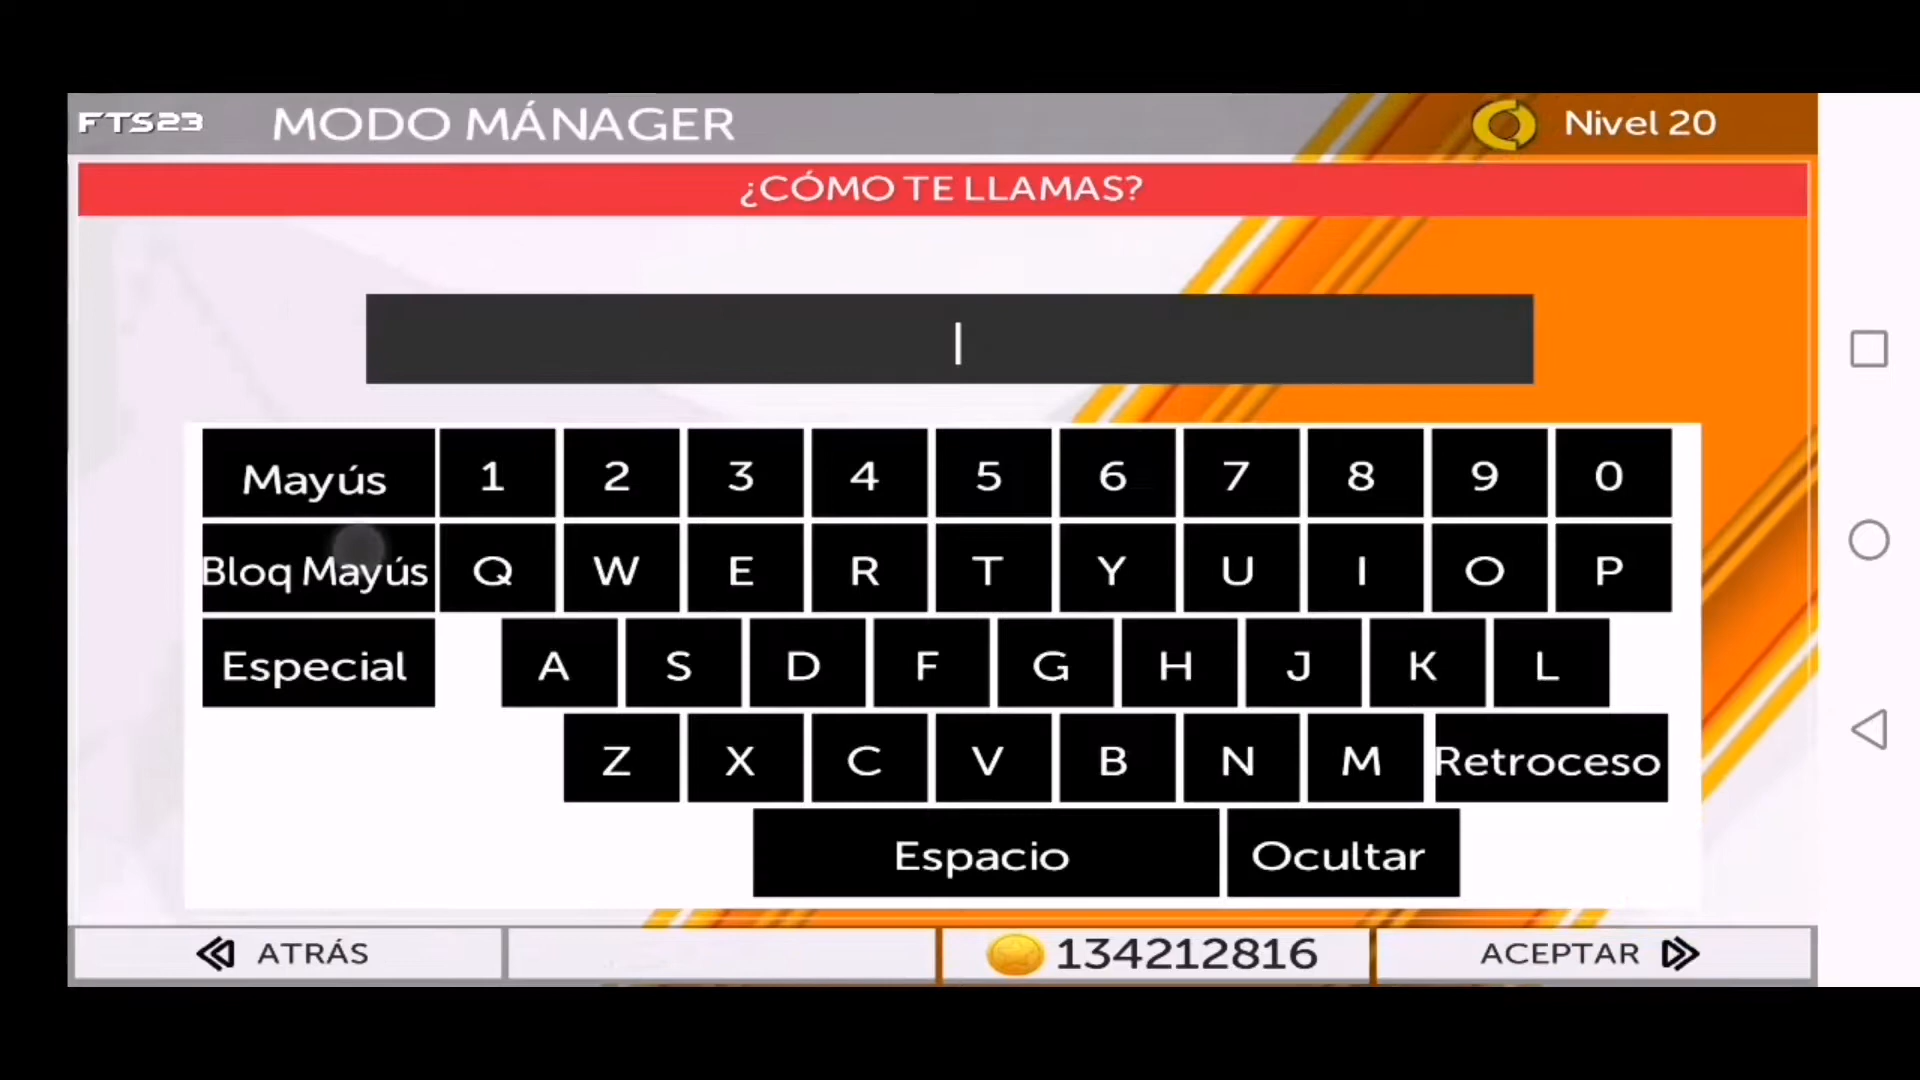 FTS23 MODO MÁNAGER Nivel 20
¿CÓMO TE LLAMAS?
Mayús 1 2 3 4 5 6 7 8 9 0
Bloq Mayús Q W E R T Y U I O P
Especial A S D F G H J K L
Z X C V B N M Retroceso
Espacio Ocultar
ATRÁS 134212816 ACEPTAR